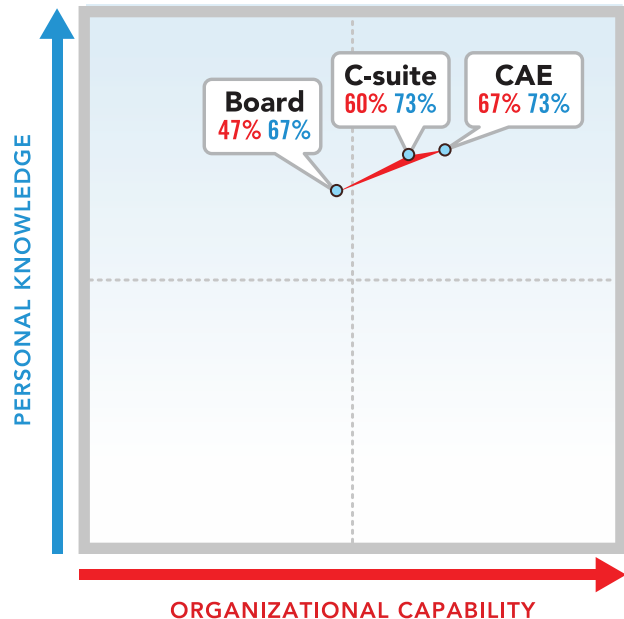 C-suite
60% 73%
CAE
67% 73%
Board
47% 67%
PERSONAL KNOWLEDGE
ORGANIZATIONAL CAPABILITY